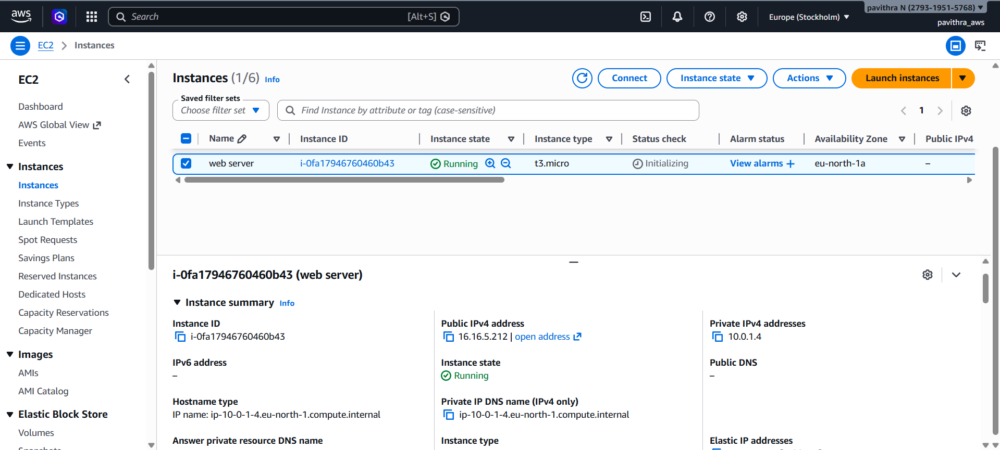 aws
Search
[Alt+S]
Europe (Stockholm)
pavithra N (2793-1951-5768)
pavithra_aws
EC2
Instances
EC2
Dashboard
AWS Global View
Events
Instances
Instances
Instance Types
Launch Templates
Spot Requests
Savings Plans
Reserved Instances
Dedicated Hosts
Capacity Reservations
Capacity Manager
Images
AMIs
AMI Catalog
Elastic Block Store
Volumes
Instances (1/6) Info
Connect
Instance state
Actions
Launch instances
Saved filter sets
Choose filter set
Find Instance by attribute or tag (case-sensitive)
1
Name Instance ID Instance state Instance type Status check Alarm status Availability Zone Public IPv4
web server i-0fa17946760460b43 Running t3.micro Initializing View alarms + eu-north-1a –
i-0fa17946760460b43 (web server)
Instance summary Info
Instance ID
i-0fa17946760460b43
Public IPv4 address
16.16.5.212 | open address
Private IPv4 addresses
10.0.1.4
IPv6 address
–
Instance state
Running
Public DNS
–
Hostname type
IP name: ip-10-0-1-4.eu-north-1.compute.internal
Private IP DNS name (IPv4 only)
ip-10-0-1-4.eu-north-1.compute.internal
Answer private resource DNS name
Instance type
Elastic IP addresses